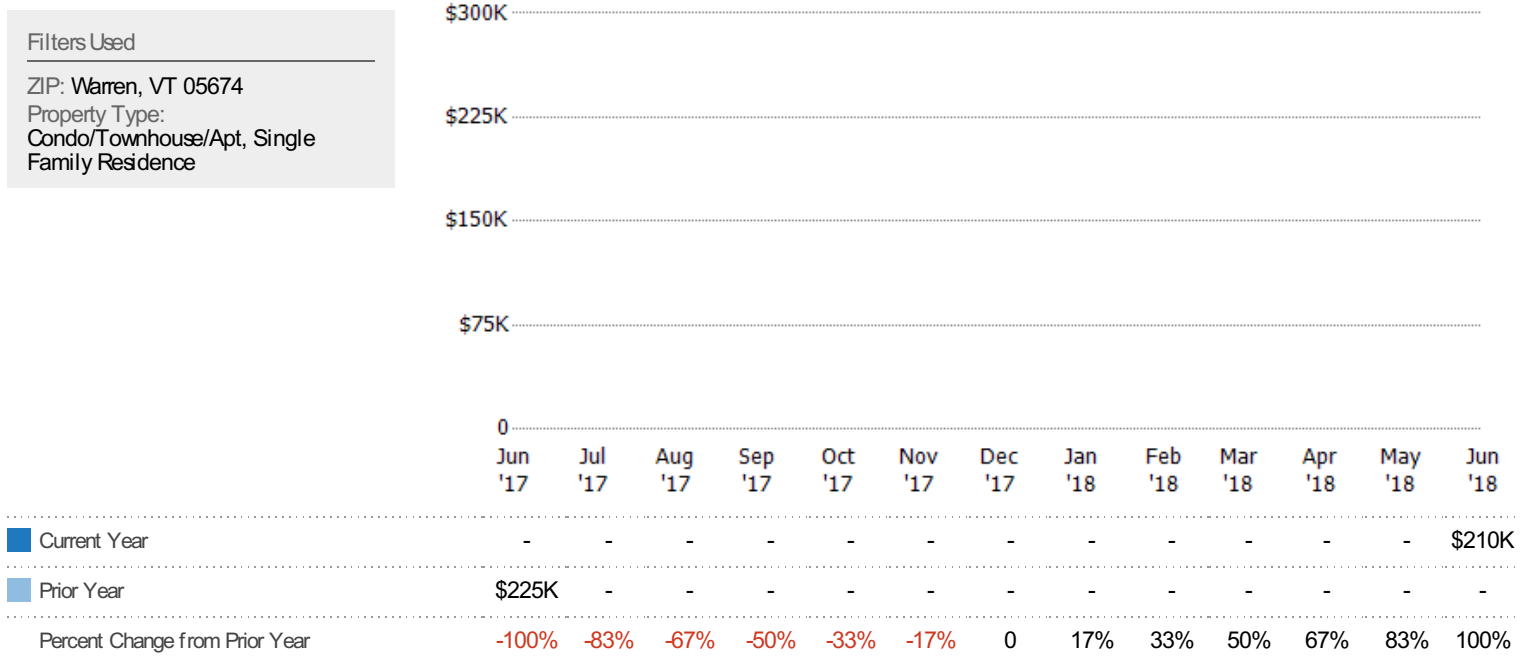 Filters Used
ZIP: Warren, VT 05674
Property Type:
Condo/Townhouse/Apt, Single
Family Residence
$300K
$225K
$150K
$75K
0
Jun Jul Aug Sep Oct Nov Dec Jan Feb Mar Apr May Jun
'17 '17 '17 '17 '17 '17 '17 '18 '18 '18 '18 '18 '18
Current Year - - - - - - - - - - - - $210K
Prior Year $225K - - - - - - - - - - - -
Percent Change from Prior Year -100% -83% -67% -50% -33% -17% 0 17% 33% 50% 67% 83% 100%